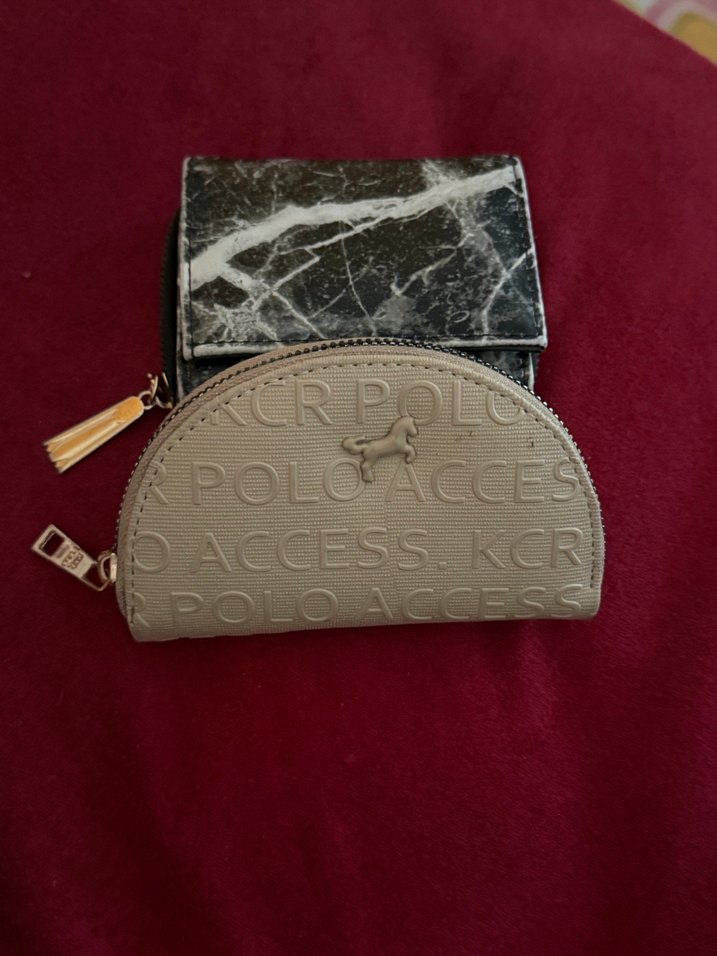 KCR POLO
R POLO ACCES
O ACCESS. KCR
R POLO ACCESS